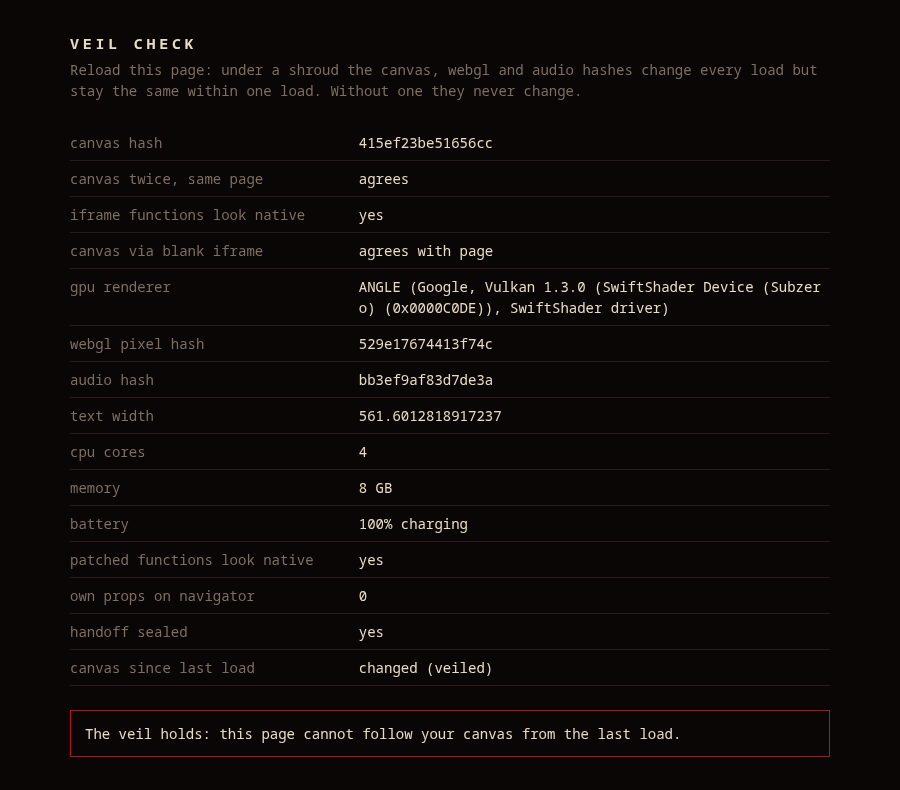 VEIL CHECK
Reload this page: under a shroud the canvas, webgl and audio hashes change every load but
stay the same within one load. Without one they never change.
canvas hash 415ef23be51656cc
canvas twice, same page agrees
iframe functions look native yes
canvas via blank iframe agrees with page
gpu renderer ANGLE (Google, Vulkan 1.3.0 (SwiftShader Device (Subzer
o) (0x0000C0DE)), SwiftShader driver)
webgl pixel hash 529e17674413f74c
audio hash bb3ef9af83d7de3a
text width 561.6012818917237
cpu cores 4
memory 8 GB
battery 100% charging
patched functions look native yes
own props on navigator 0
handoff sealed yes
canvas since last load changed (veiled)
The veil holds: this page cannot follow your canvas from the last load.